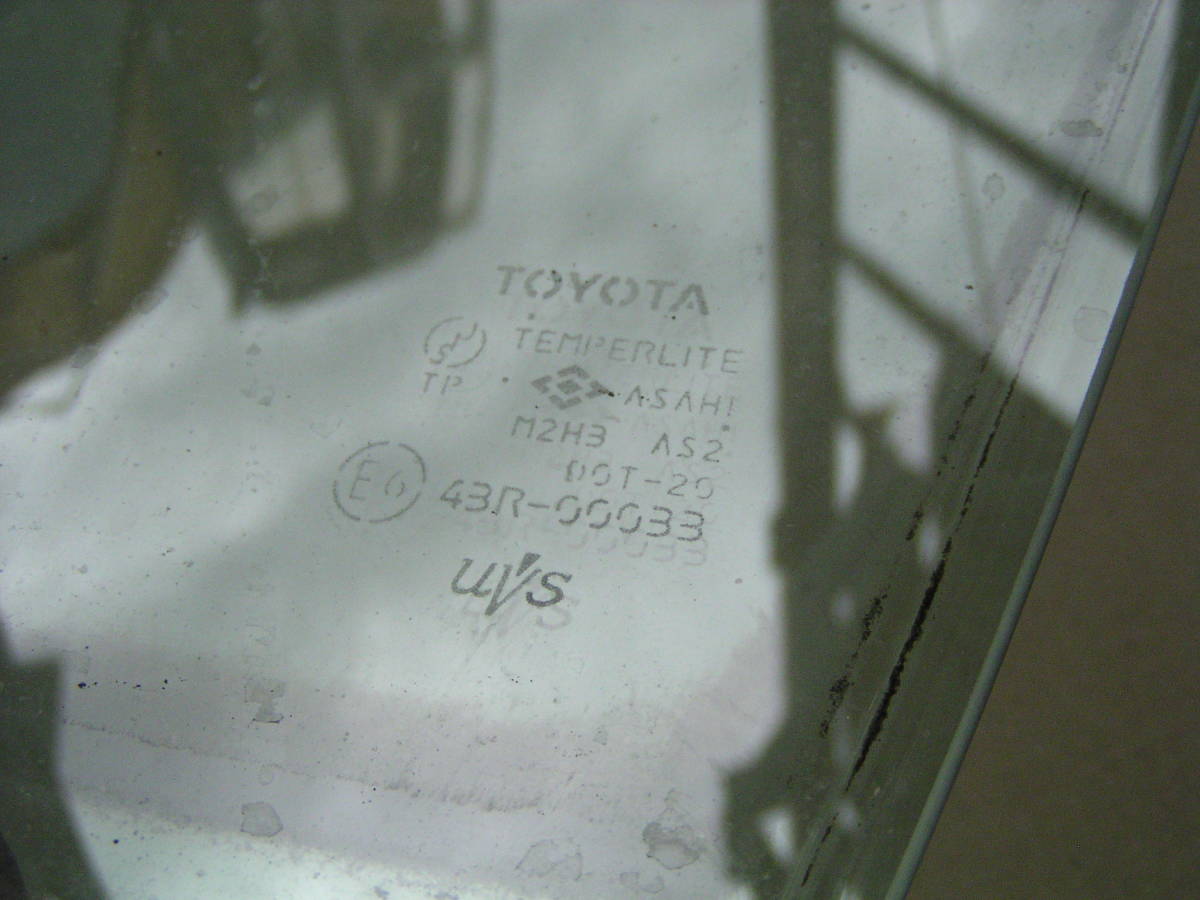 TOYOTA
TEMPERLITE
TP
ASAHI
M2H3 AS2
DOT-20
E6 43R-00033
UVS